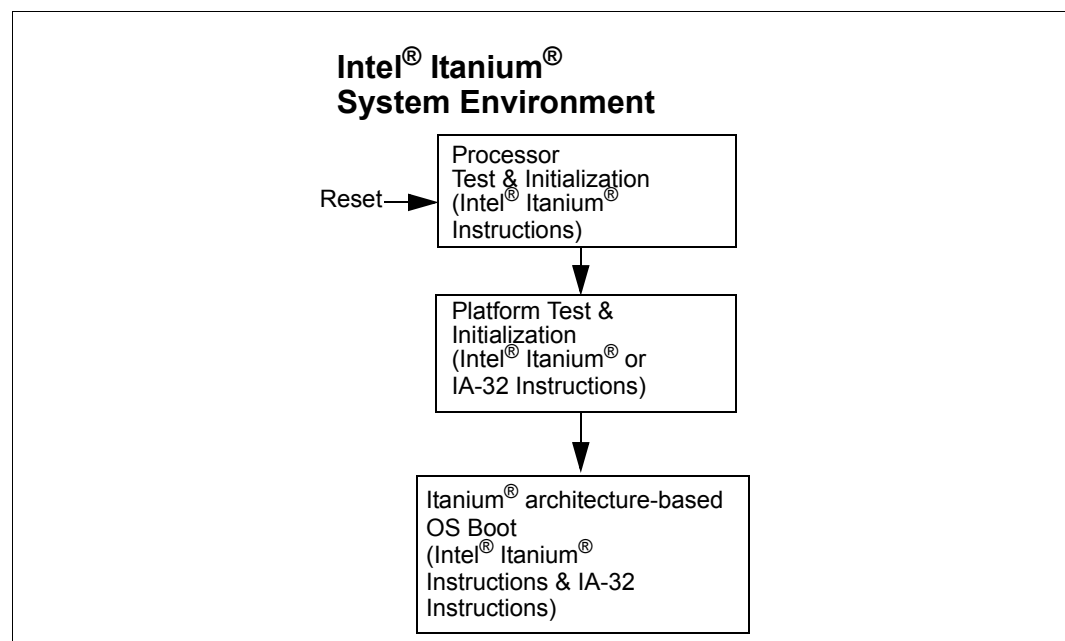 Intel® Itanium®
System Environment
Processor
Test & Initialization
(Intel® Itanium®
Instructions)
Reset
Platform Test &
Initialization
(Intel® Itanium® or
IA-32 Instructions)
Itanium® architecture-based
OS Boot
(Intel® Itanium®
Instructions & IA-32
Instructions)